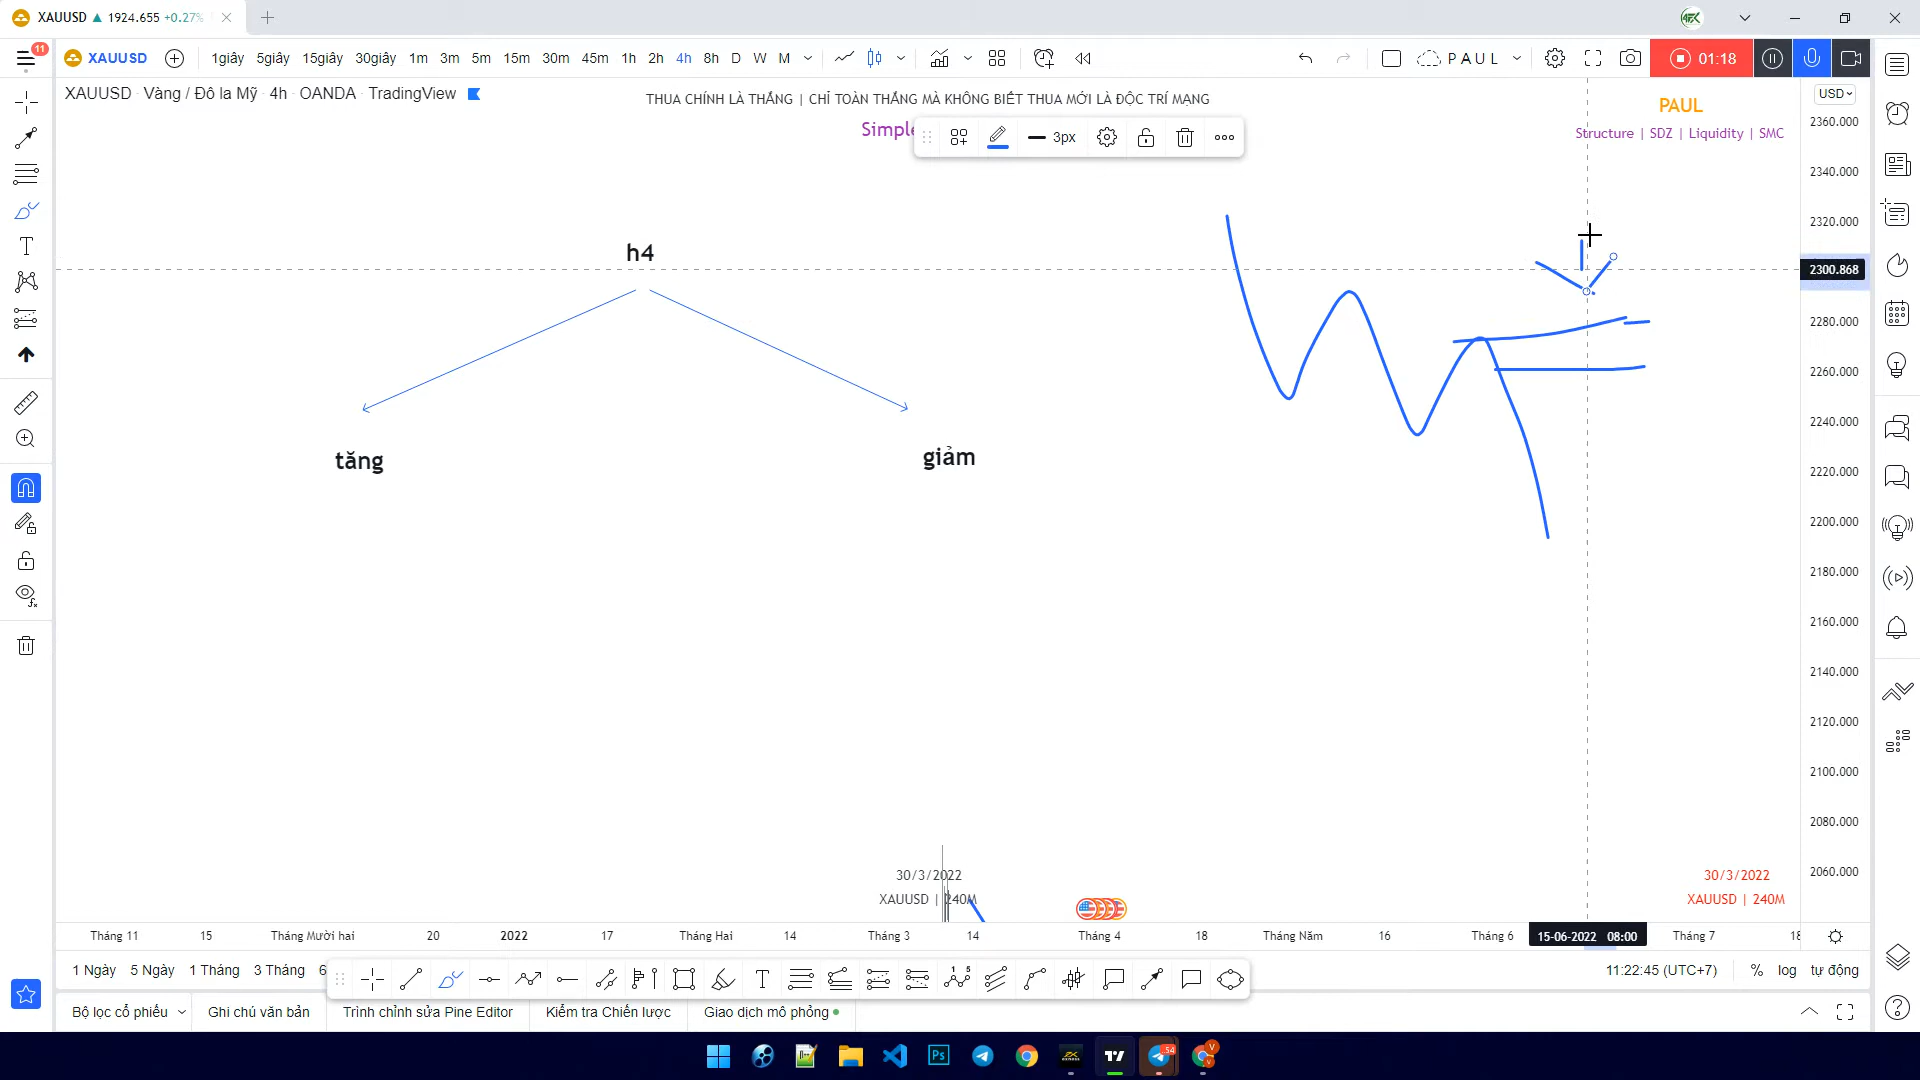 XAUUSD ▲ 1924.655 +0.27%
11 XAUUSD 1giây 5giây 15giây 30giây 1m 3m 5m 15m 30m 45m 1h 2h 4h 8h D W M PAUL 01:18
XAUUSD · Vàng / Đô la Mỹ · 4h · OANDA · TradingView
THUA CHÍNH LÀ THẮNG | CHỈ TOÀN THẮNG MÀ KHÔNG BIẾT THUA MỚI LÀ ĐỘC TRÍ MẠNG
PAUL
USD
Simple
3px
Structure | SDZ | Liquidity | SMC
2360.000
2340.000
2320.000
2300.868
2280.000
2260.000
2240.000
2220.000
2200.000
2180.000
2160.000
2140.000
2120.000
2100.000
2080.000
2060.000
h4
tăng
giảm
30/3/2022
XAUUSD | 240M
30/3/2022
XAUUSD | 240M
Tháng 11 15 Tháng Mười hai 20 2022 17 Tháng Hai 14 Tháng 3 14 Tháng 4 18 Tháng Năm 16 Tháng 6 15-06-2022 08:00 Tháng 7 18
1 Ngày 5 Ngày 1 Tháng 3 Tháng 6
11:22:45 (UTC+7) % log tự động
Bộ lọc cổ phiếu Ghi chú văn bản Trình chỉnh sửa Pine Editor Kiểm tra Chiến lược Giao dịch mô phỏng
54